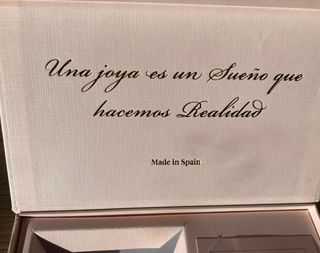 Una joya es un Sueño que
hacemos Realidad
Made in Spain